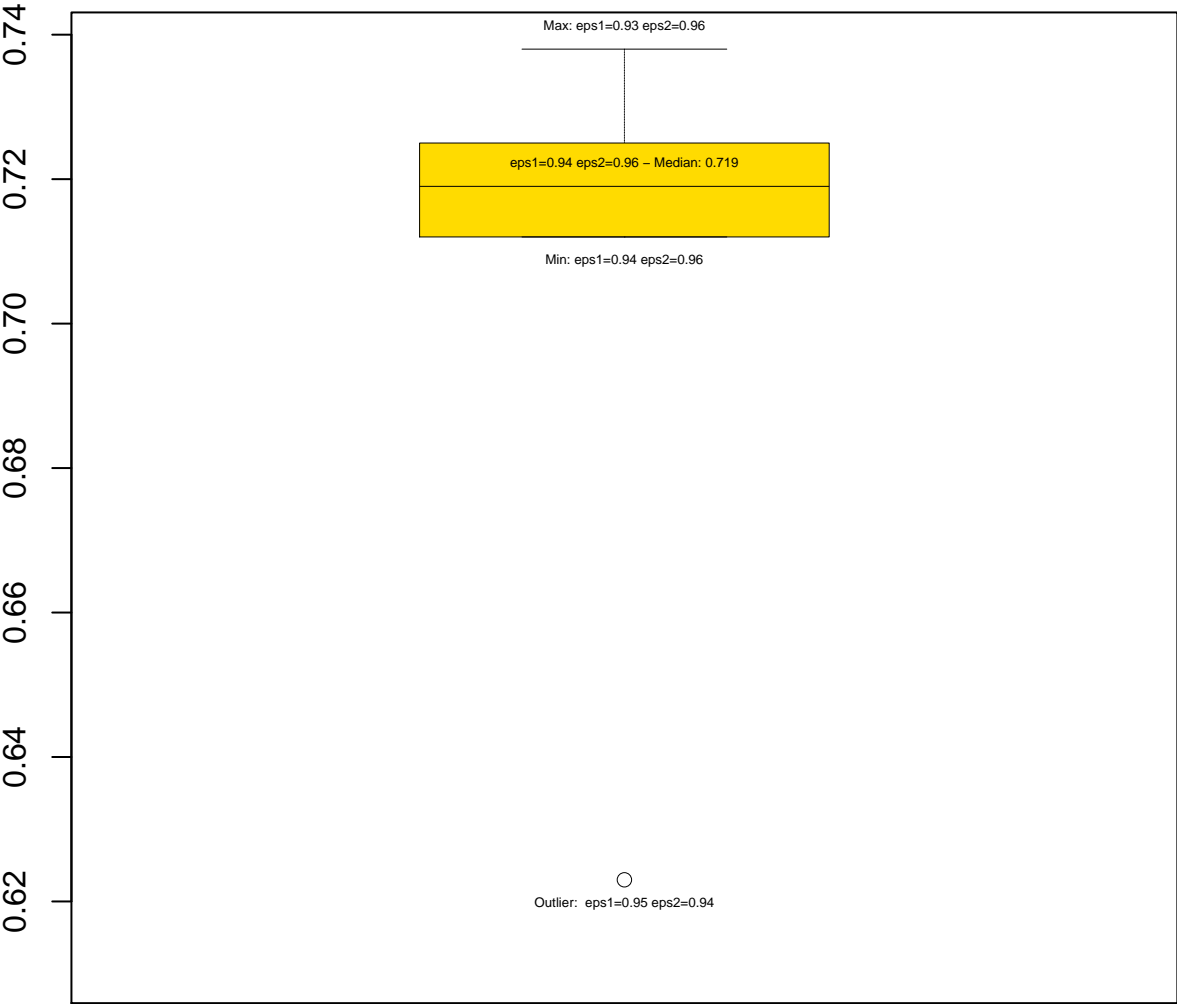 0.74
Max: eps1=0.93 eps2=0.96
eps1=0.94 eps2=0.96 − Median: 0.719
0.72
Min: eps1=0.94 eps2=0.96
0.70
0.68
0.66
0.64
0.62
Outlier:  eps1=0.95 eps2=0.94